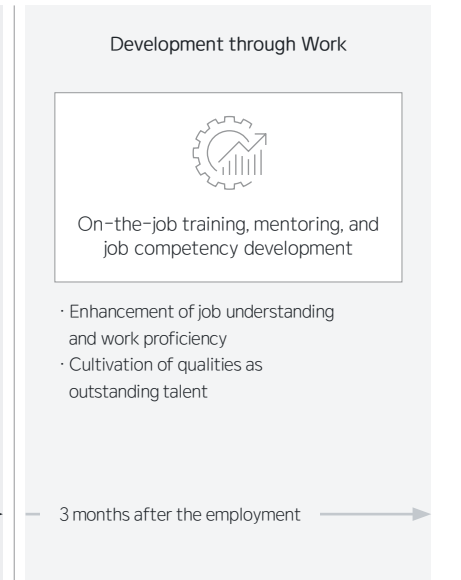 Development through Work
On-the-job training, mentoring, and
job competency development
· Enhancement of job understanding
and work proficiency
· Cultivation of qualities as
outstanding talent
3 months after the employment